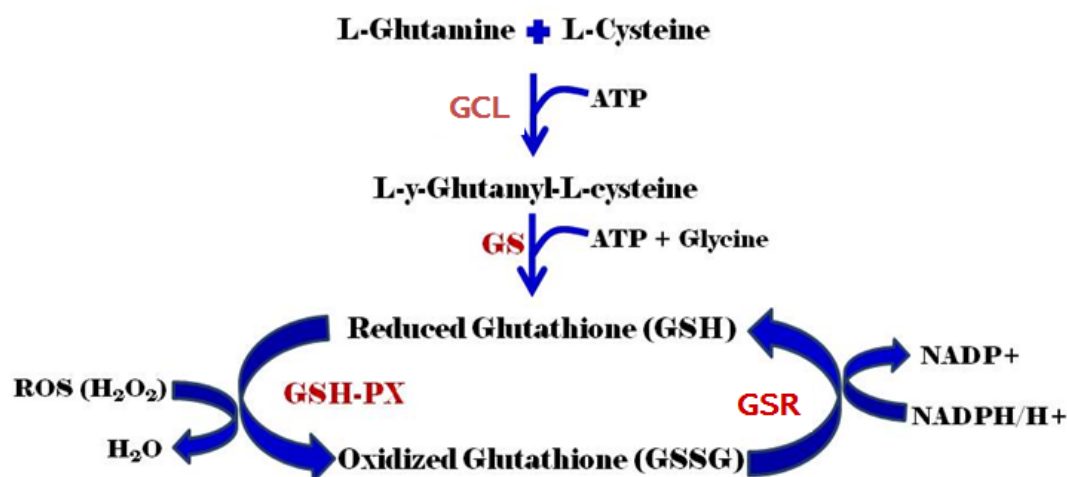 L-Glutamine + L-Cysteine
GCL
ATP
L-y-Glutamyl-L-cysteine
GS
ATP + Glycine
Reduced Glutathione (GSH)
NADP+
ROS (H₂O₂)
GSH-PX
GSR
NADPH/H+
H₂O
Oxidized Glutathione (GSSG)